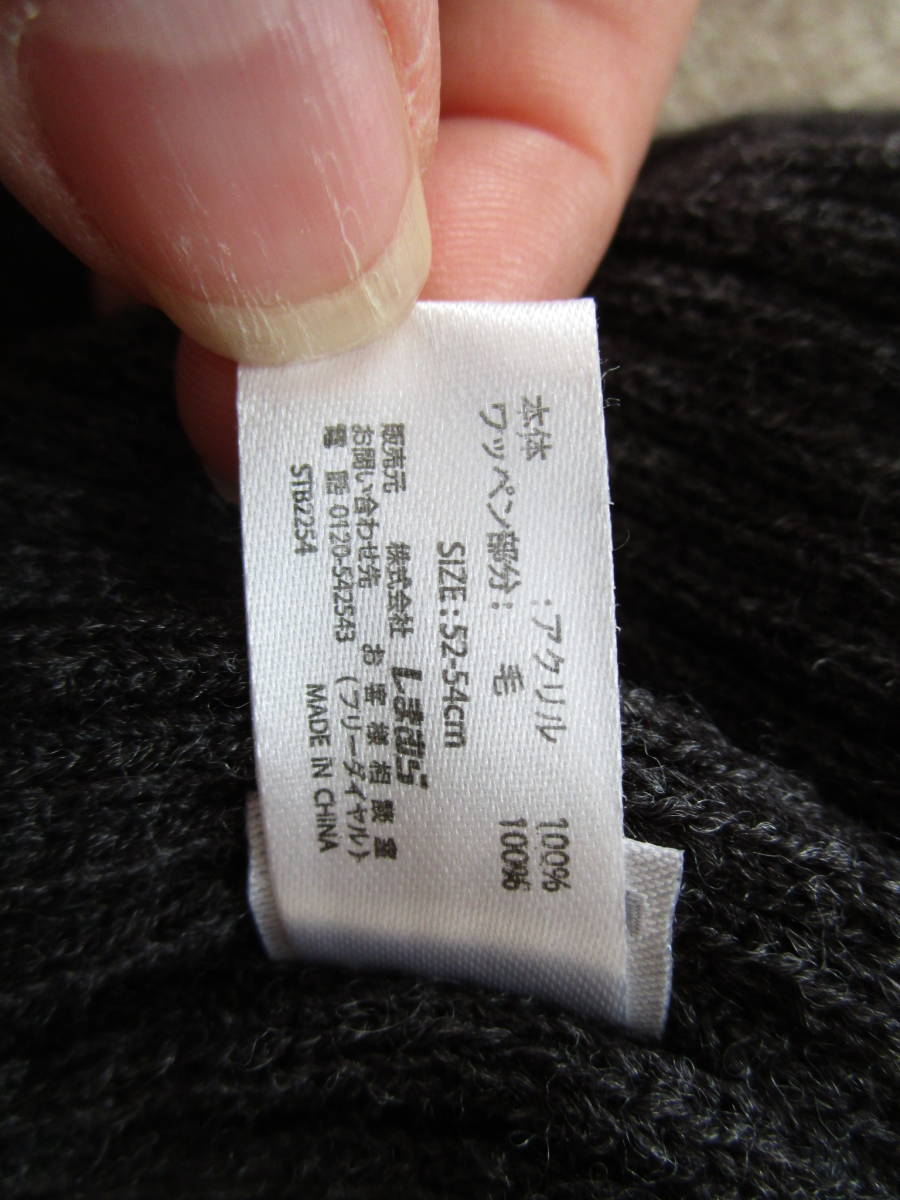 本体 : アクリル 100%
ワッペン部分: 毛 100%
SIZE : 52-54cm
販売元 株式会社 しまむら
お問い合わせ先 お客様相談室
電話 0120-542543 (フリーダイヤル)
STB2254 MADE IN CHINA